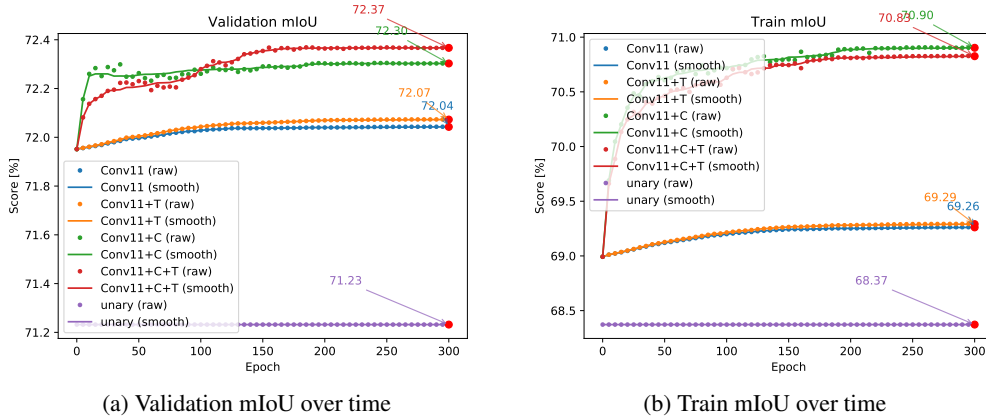 Validation mIoU
72.37
72.30
72.4
72.2
72.07
72.04
72.0
71.8
71.6
71.4
71.2
Score [%]
Conv11 (raw)
Conv11 (smooth)
Conv11+T (raw)
Conv11+T (smooth)
Conv11+C (raw)
Conv11+C (smooth)
Conv11+C+T (raw)
Conv11+C+T (smooth)
unary (raw)
unary (smooth)
71.23
0 50 100 150 200 250 300
Epoch
(a) Validation mIoU over time
Train mIoU
70.90
70.83
71.0
70.5
70.0
69.5
69.0
68.5
Score [%]
Conv11 (raw)
Conv11 (smooth)
Conv11+T (raw)
Conv11+T (smooth)
Conv11+C (raw)
Conv11+C (smooth)
Conv11+C+T (raw)
Conv11+C+T (smooth)
unary (raw)
unary (smooth)
69.29
69.26
68.37
0 50 100 150 200 250 300
Epoch
(b) Train mIoU over time